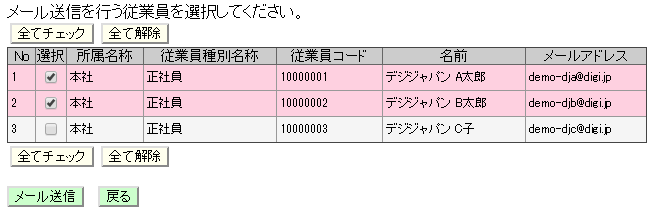 メール送信を行う従業員を選択してください。
全てチェック 全て解除
No 選択 所属名称 従業員種別名称 従業員コード 名前 メールアドレス
1 本社 正社員 10000001 デジジャパン A太郎 demo-dja@digi.jp
2 本社 正社員 10000002 デジジャパン B太郎 demo-djb@digi.jp
3 本社 正社員 10000003 デジジャパン C子 demo-djc@digi.jp
全てチェック 全て解除
メール送信 戻る